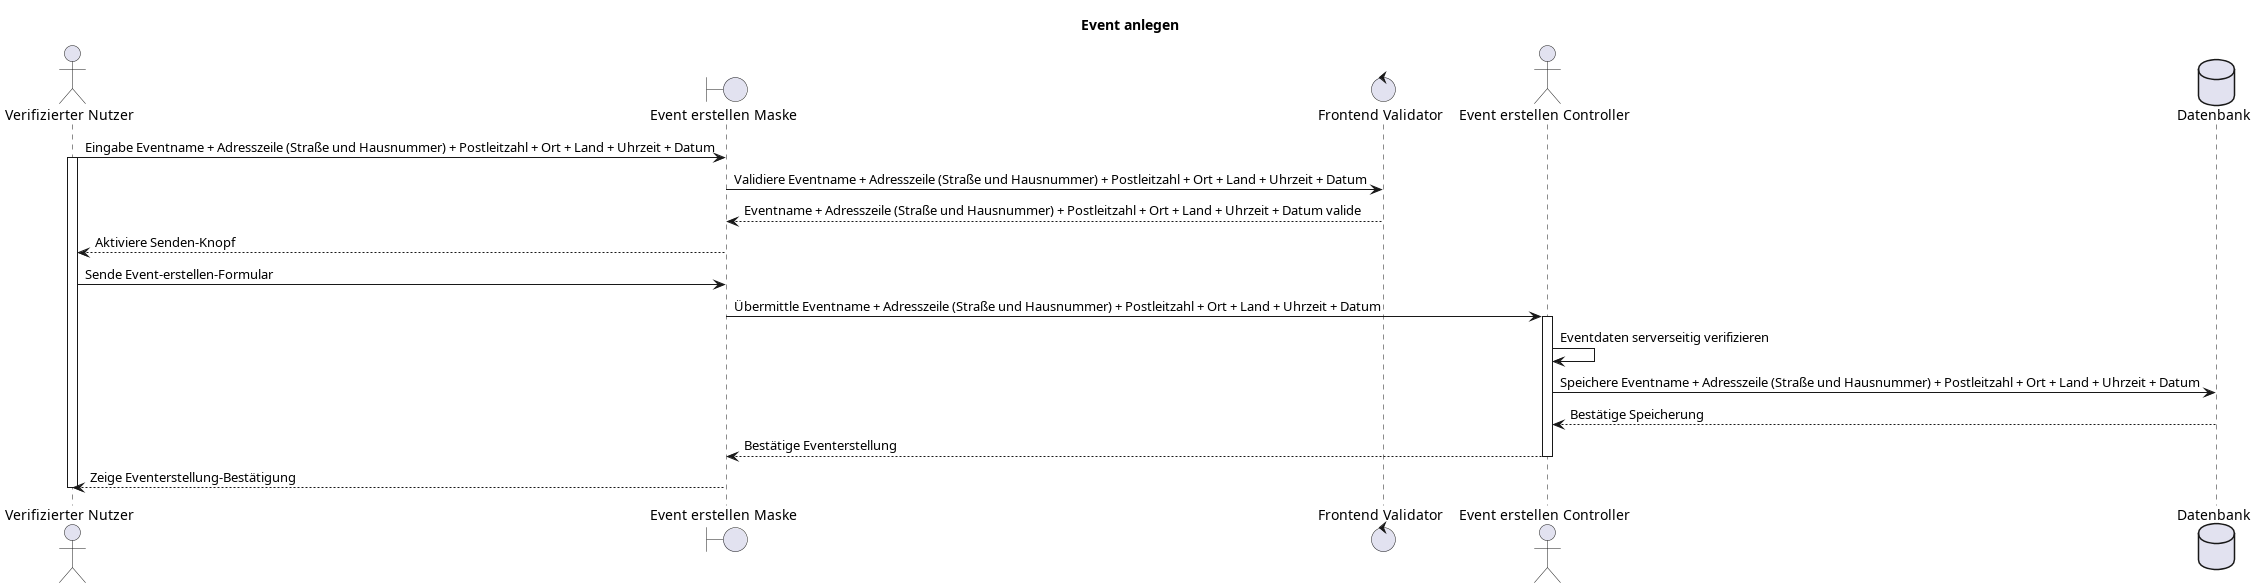 Event anlegen
Verifizierter Nutzer
Event erstellen Maske
Frontend Validator
Event erstellen Controller
Datenbank
Eingabe Eventname + Adresszeile (Straße und Hausnummer) + Postleitzahl + Ort + Land + Uhrzeit + Datum
Validiere Eventname + Adresszeile (Straße und Hausnummer) + Postleitzahl + Ort + Land + Uhrzeit + Datum
Eventname + Adresszeile (Straße und Hausnummer) + Postleitzahl + Ort + Land + Uhrzeit + Datum valide
Aktiviere Senden-Knopf
Sende Event-erstellen-Formular
Übermittle Eventname + Adresszeile (Straße und Hausnummer) + Postleitzahl + Ort + Land + Uhrzeit + Datum
Eventdaten serverseitig verifizieren
Speichere Eventname + Adresszeile (Straße und Hausnummer) + Postleitzahl + Ort + Land + Uhrzeit + Datum
Bestätige Speicherung
Bestätige Eventerstellung
Zeige Eventerstellung-Bestätigung
Verifizierter Nutzer
Event erstellen Maske
Frontend Validator
Event erstellen Controller
Datenbank